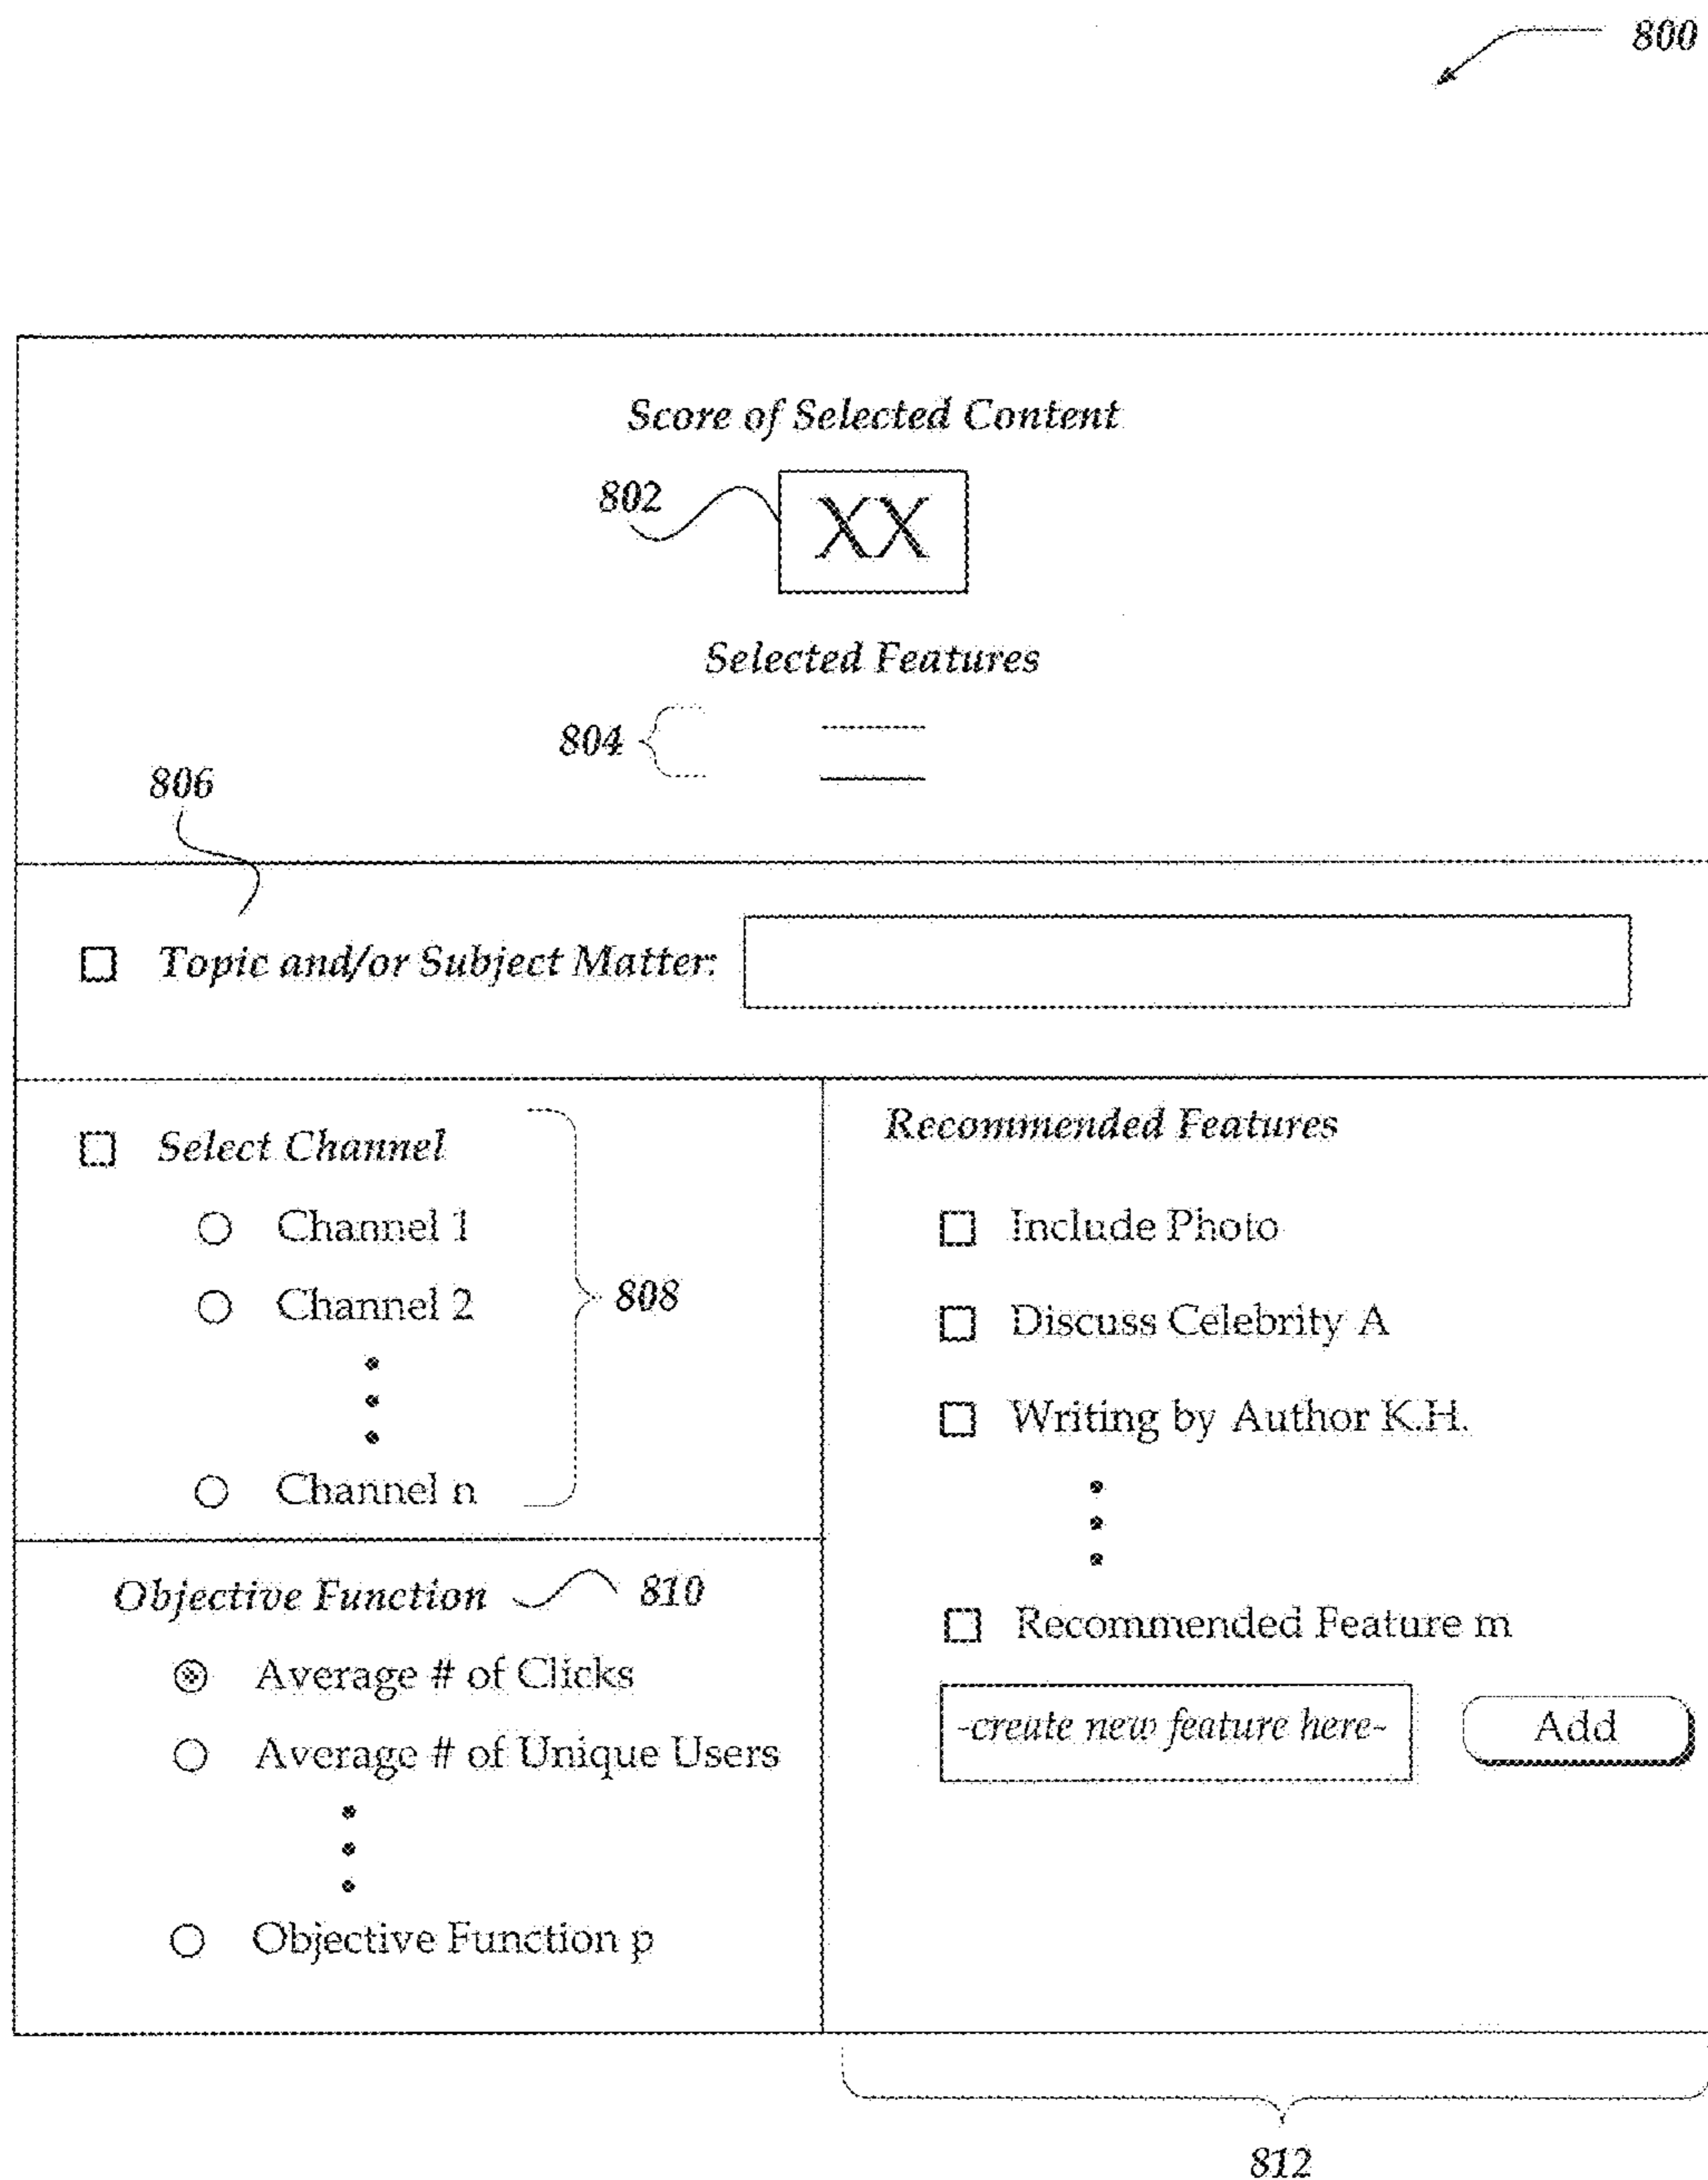 800
Score of Selected Content
802
XX
Selected Features
804
806
Topic and/or Subject Matter:
Select Channel
Channel 1
Channel 2
808
Channel n
Objective Function
810
Average # of Clicks
Average # of Unique Users
Objective Function p
Recommended Features
Include Photo
Discuss Celebrity A
Writing by Author K.H.
Recommended Feature m
-create new feature here-
Add
812